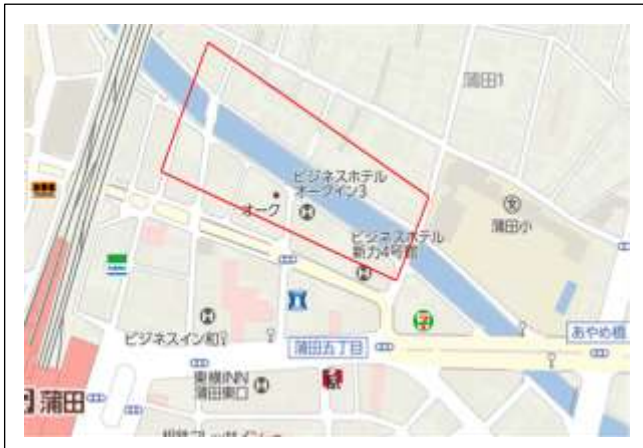 蒲田1
ビジネスホテル
オークイン3
オーク
文
蒲田小
ビジネスホテル
新力4号館
ビジネスイン和
蒲田五丁目
あやめ橋
東横INN
蒲田東口
蒲田